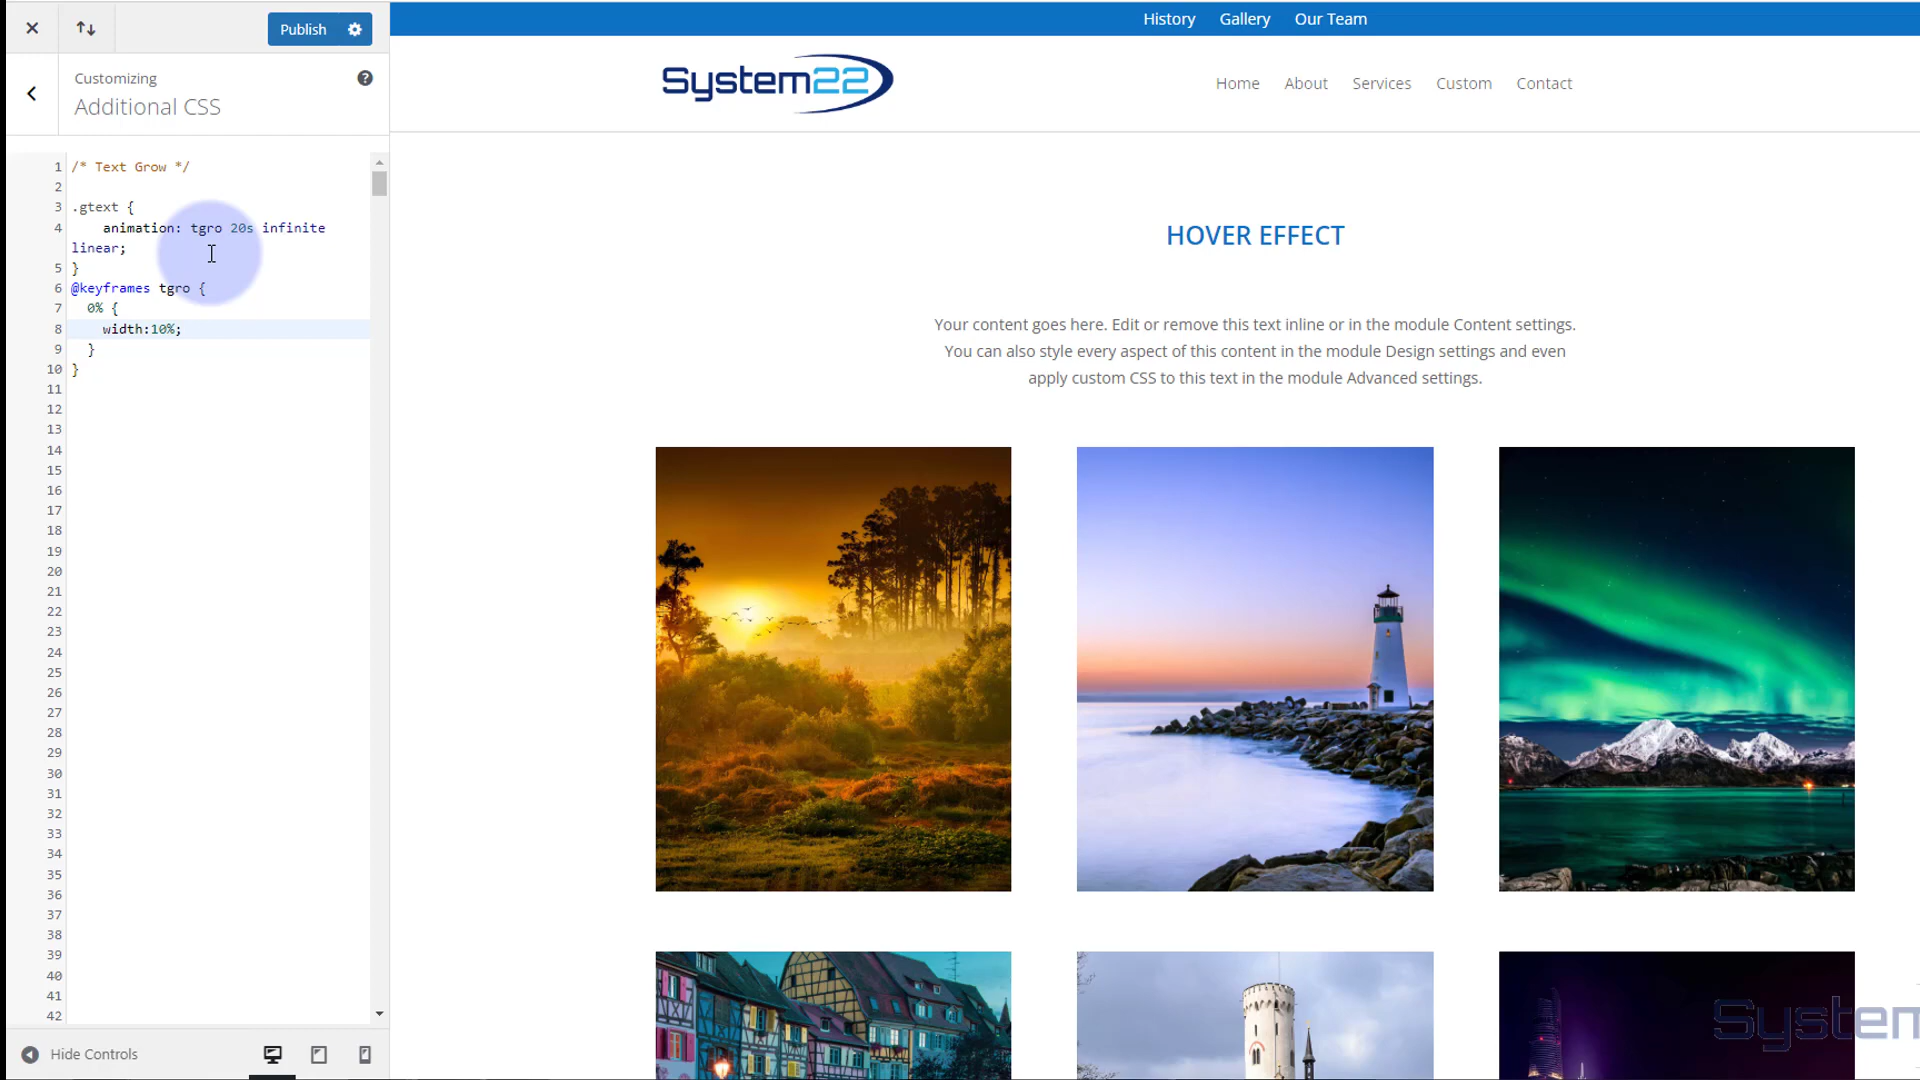 History Gallery Our Team
Publish
Customizing
Additional CSS
System22
Home About Services Custom Contact
1 /* Text Grow */
2
3 .gtext {
4 animation: tgro 20s infinite
linear;
5 }
6 @keyframes tgro {
7 0% {
8 width:10%;
9 }
10 }
11
12
13
14
15
16
17
18
19
20
21
22
23
24
25
26
27
28
29
30
31
32
33
34
35
36
37
38
39
40
41
42
HOVER EFFECT
Your content goes here. Edit or remove this text inline or in the module Content settings.
You can also style every aspect of this content in the module Design settings and even
apply custom CSS to this text in the module Advanced settings.
System
Hide Controls